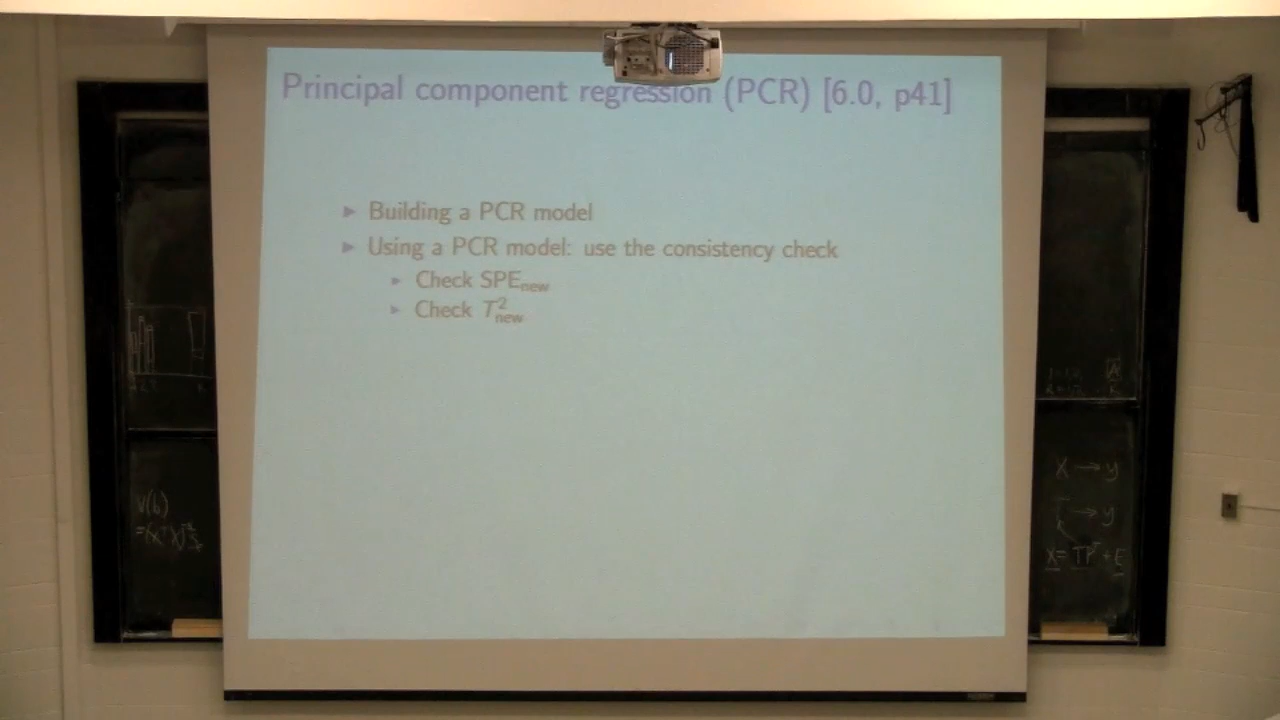 Principal component regression (PCR) [6.0, p41]
▶ Building a PCR model
▶ Using a PCR model: use the consistency check
▶ Check SPE_new
▶ Check T²_new
V(b)
X → y
→ y
X = TP^T + E